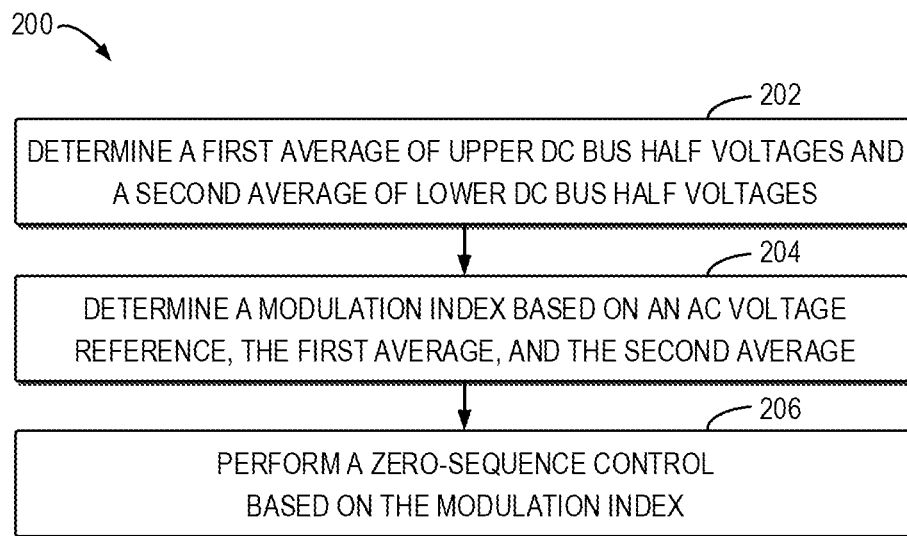 200
202
DETERMINE A FIRST AVERAGE OF UPPER DC BUS HALF VOLTAGES AND
A SECOND AVERAGE OF LOWER DC BUS HALF VOLTAGES
204
DETERMINE A MODULATION INDEX BASED ON AN AC VOLTAGE
REFERENCE, THE FIRST AVERAGE, AND THE SECOND AVERAGE
206
PERFORM A ZERO-SEQUENCE CONTROL
BASED ON THE MODULATION INDEX